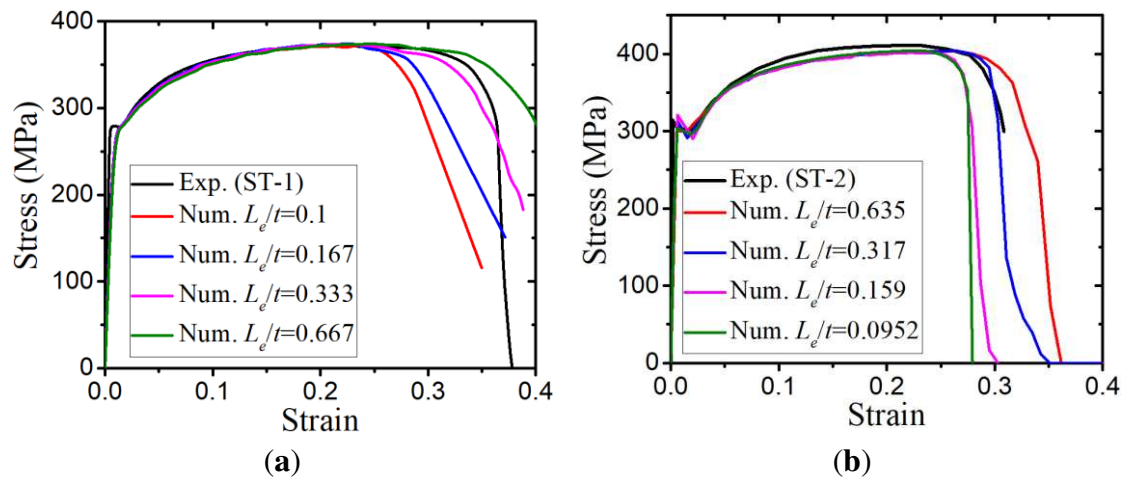 400
300
200
100
0
Stress (MPa)
Exp. (ST-1)
Num. Lₑ/t=0.1
Num. Lₑ/t=0.167
Num. Lₑ/t=0.333
Num. Lₑ/t=0.667
0.0 0.1 0.2 0.3 0.4
Strain
(a)
400
300
200
100
0
Stress (MPa)
Exp. (ST-2)
Num. Lₑ/t=0.635
Num. Lₑ/t=0.317
Num. Lₑ/t=0.159
Num. Lₑ/t=0.0952
0.0 0.1 0.2 0.3 0.4
Strain
(b)